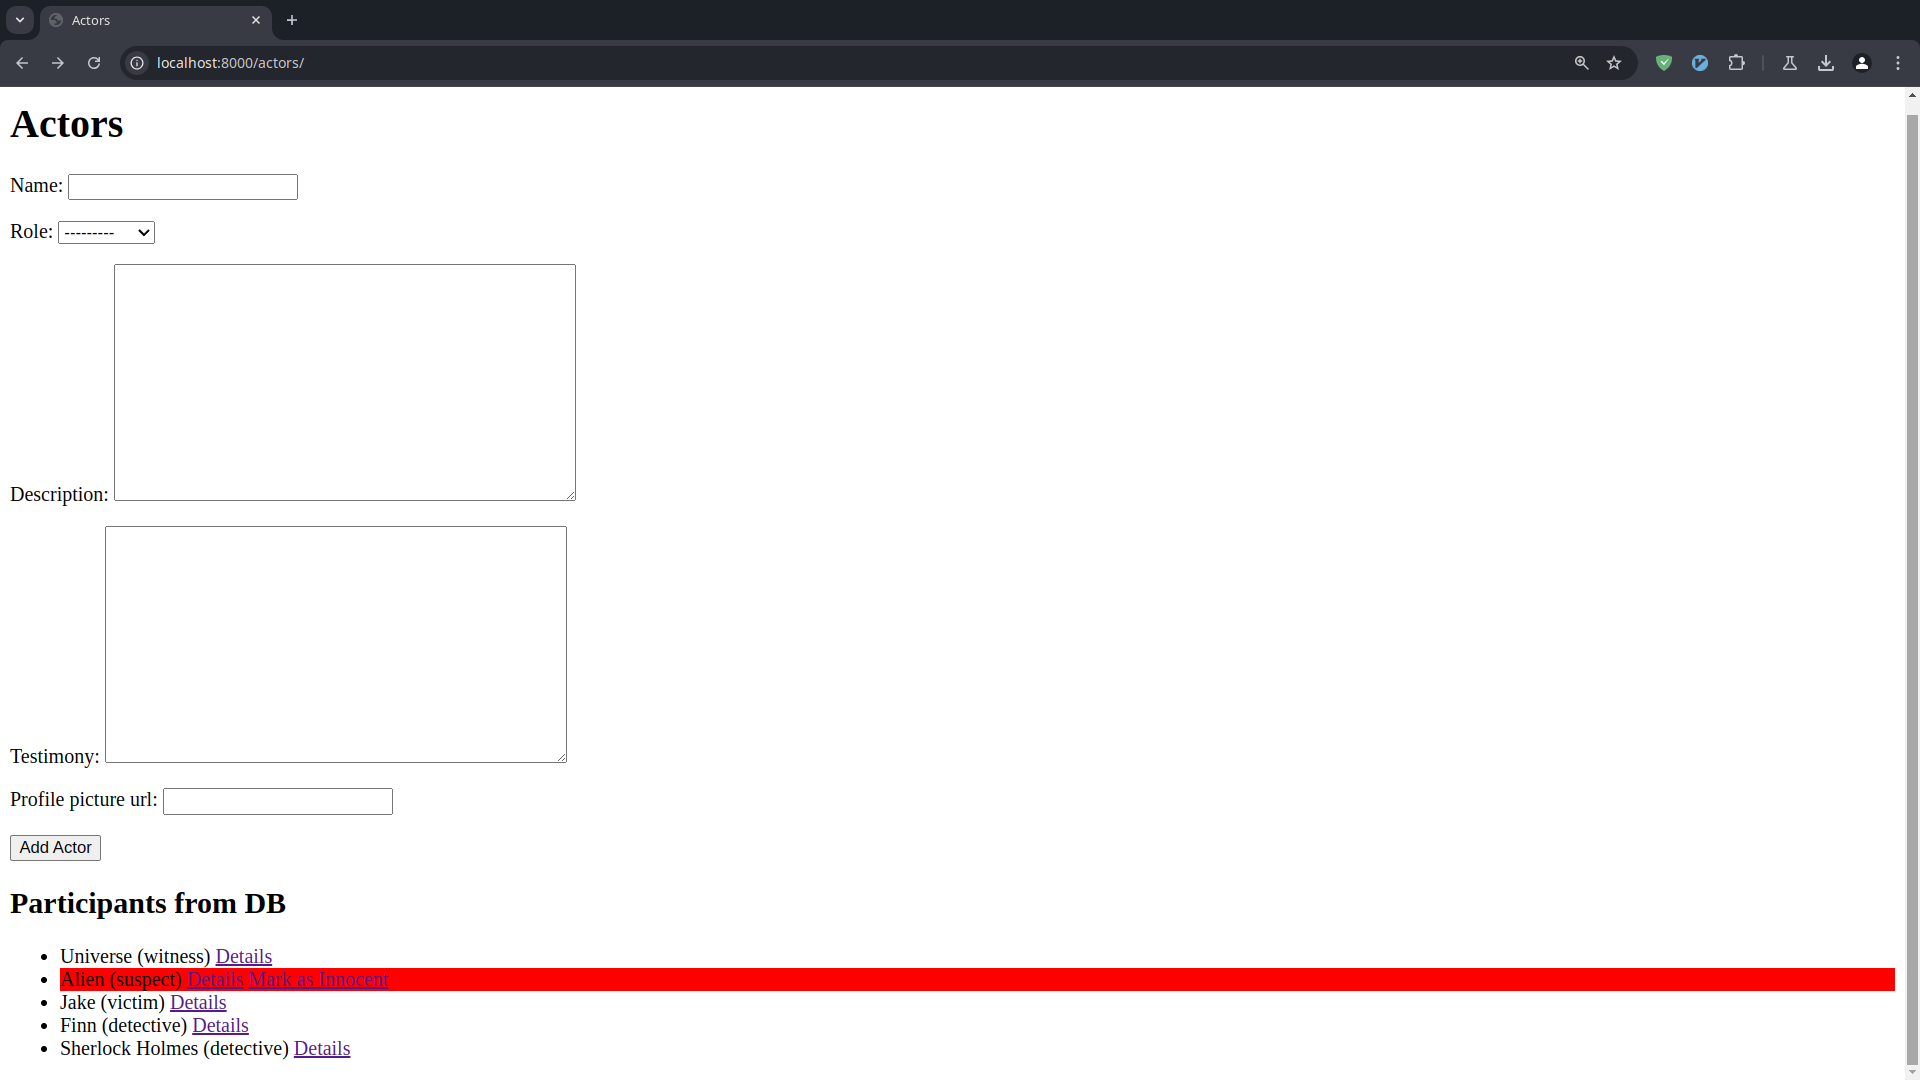 Actors
localhost:8000/actors/
Actors
Name:
Role: ---------
Description:
Testimony:
Profile picture url:
Add Actor
Participants from DB
Universe (witness) Details
Alien (suspect) Details Mark as Innocent
Jake (victim) Details
Finn (detective) Details
Sherlock Holmes (detective) Details